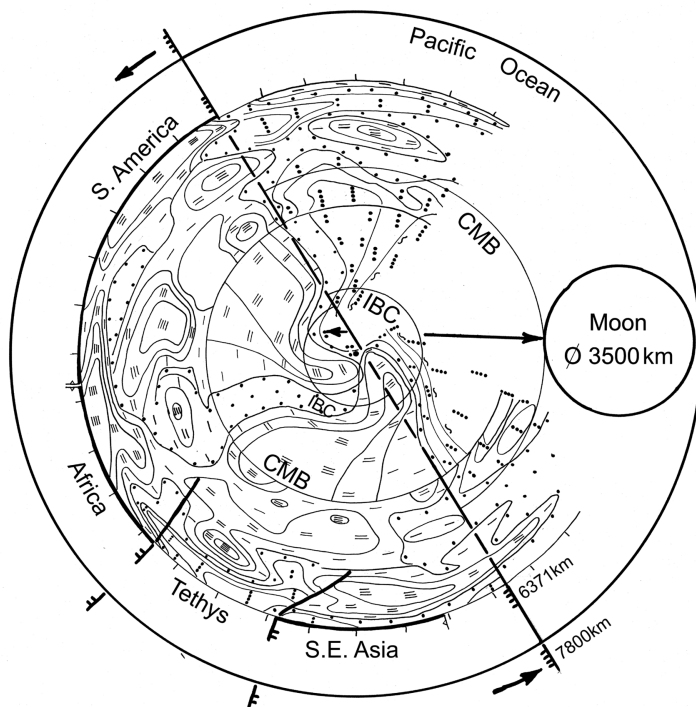 Pacific Ocean
S. America
CMB
IBC
Moon
Ø 3500 km
IBC
CMB
Africa
Tethys
S.E. Asia
6371km
7800km